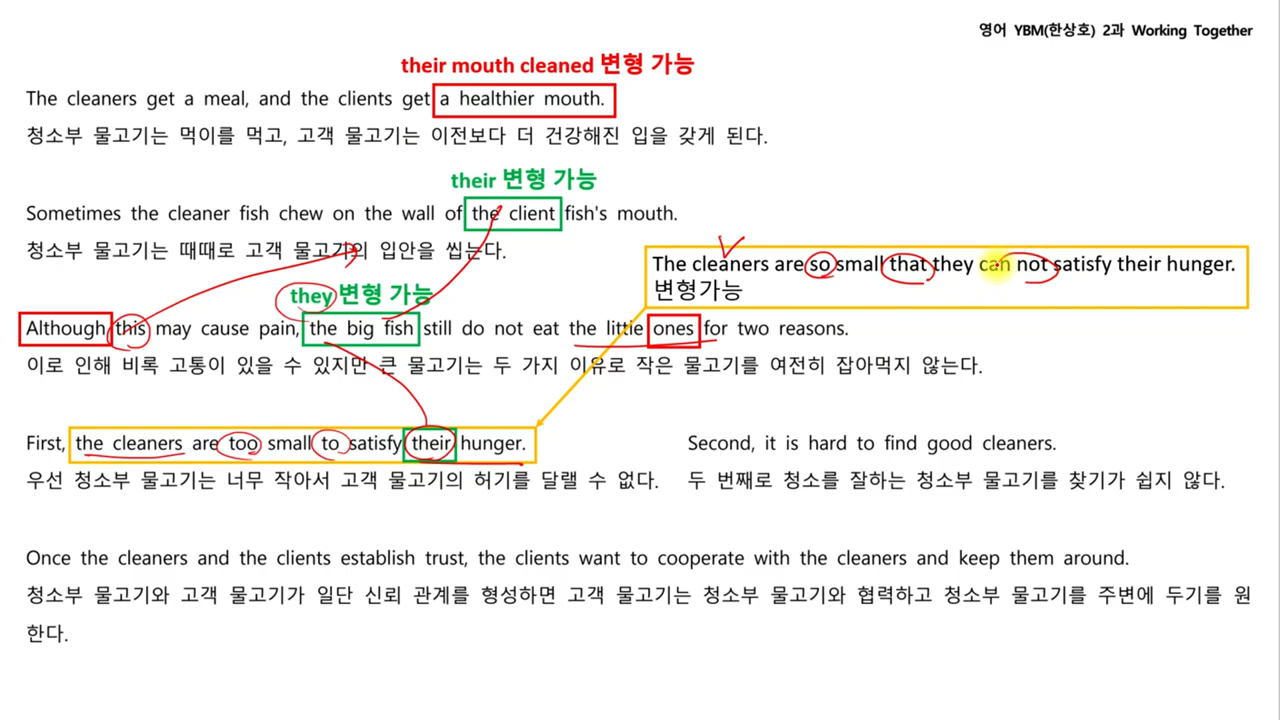 영어 YBM(한상호) 2과 Working Together
their mouth cleaned 변형 가능
The cleaners get a meal, and the clients get a healthier mouth.
청소부 물고기는 먹이를 먹고, 고객 물고기는 이전보다 더 건강해진 입을 갖게 된다.
their 변형 가능
Sometimes the cleaner fish chew on the wall of the client fish's mouth.
청소부 물고기는 때때로 고객 물고기의 입안을 씹는다.
The cleaners are so small that they can not satisfy their hunger.
변형가능
they 변형 가능
Although this may cause pain, the big fish still do not eat the little ones for two reasons.
이로 인해 비록 고통이 있을 수 있지만 큰 물고기는 두 가지 이유로 작은 물고기를 여전히 잡아먹지 않는다.
First, the cleaners are too small to satisfy their hunger.
Second, it is hard to find good cleaners.
우선 청소부 물고기는 너무 작아서 고객 물고기의 허기를 달랠 수 없다.
두 번째로 청소를 잘하는 청소부 물고기를 찾기가 쉽지 않다.
Once the cleaners and the clients establish trust, the clients want to cooperate with the cleaners and keep them around.
청소부 물고기와 고객 물고기가 일단 신뢰 관계를 형성하면 고객 물고기는 청소부 물고기와 협력하고 청소부 물고기를 주변에 두기를 원
한다.